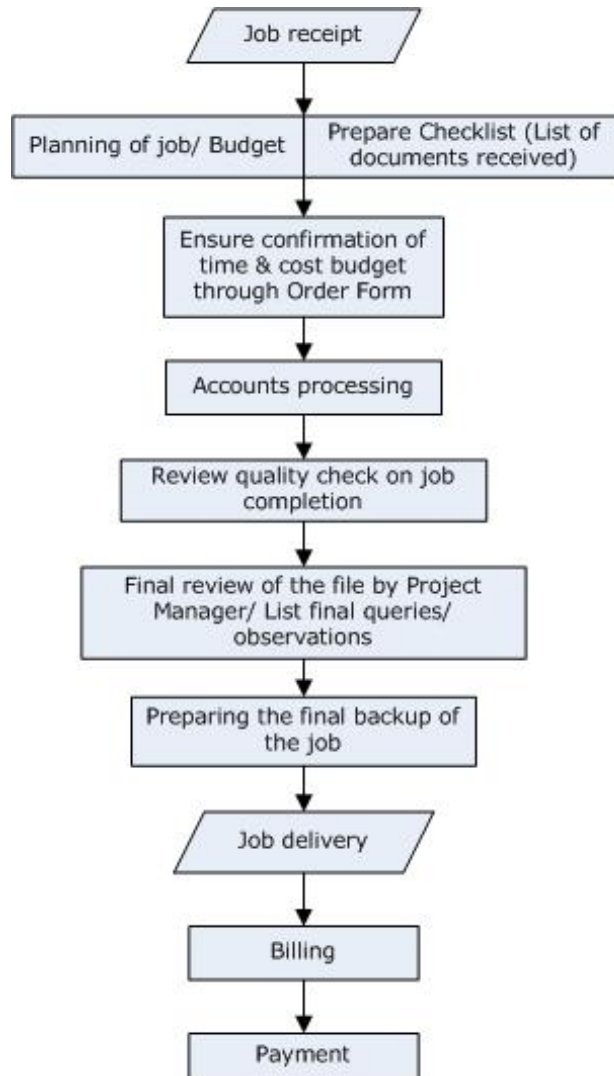 Job receipt
Planning of job/ Budget
Prepare Checklist (List of
documents received)
Ensure confirmation of
time & cost budget
through Order Form
Accounts processing
Review quality check on job
completion
Final review of the file by Project
Manager/ List final queries/
observations
Preparing the final backup of
the job
Job delivery
Billing
Payment